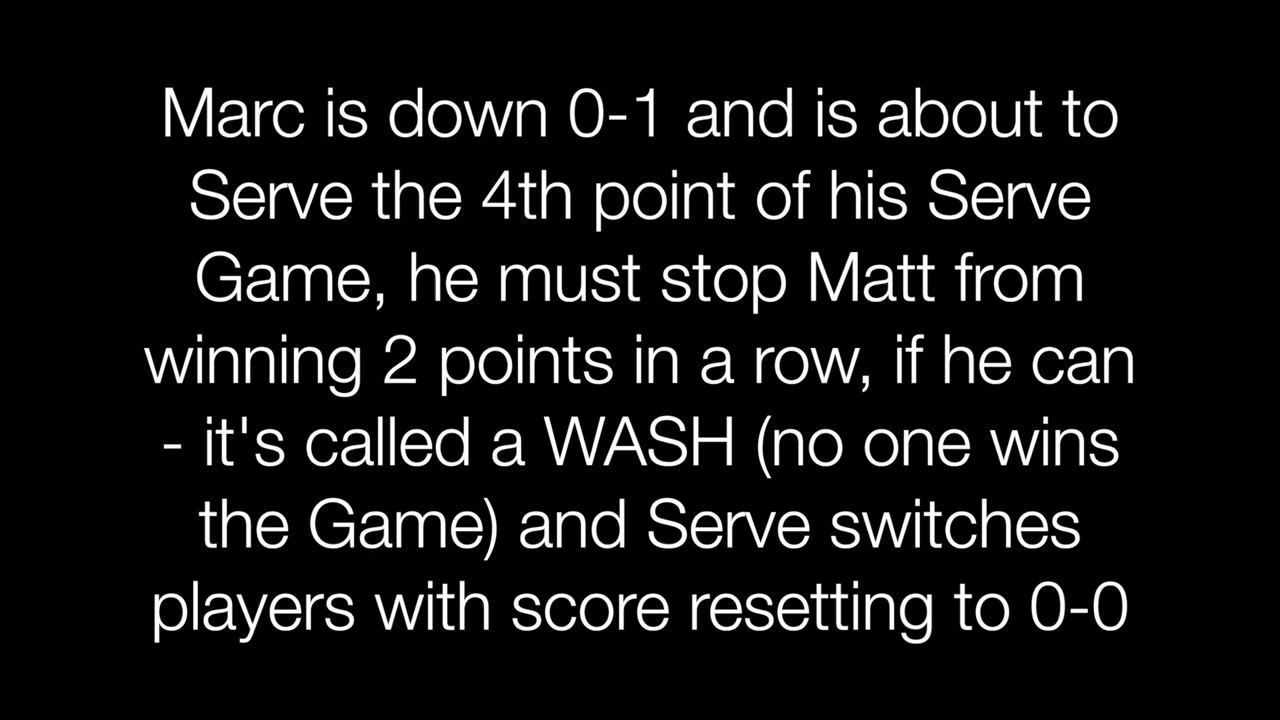 Marc is down 0-1 and is about to
Serve the 4th point of his Serve
Game, he must stop Matt from
winning 2 points in a row, if he can
- it's called a WASH (no one wins
the Game) and Serve switches
players with score resetting to 0-0